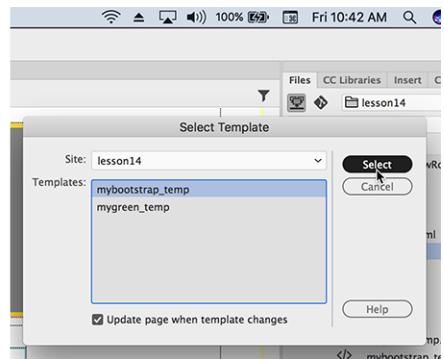 100% Fri 10:42 AM
Files CC Libraries Insert
lesson14
Select Template
Site: lesson14
Select
Templates: mybootstrap_temp
Cancel
mygreen_temp
Help
Update page when template changes
mybootstrap_te